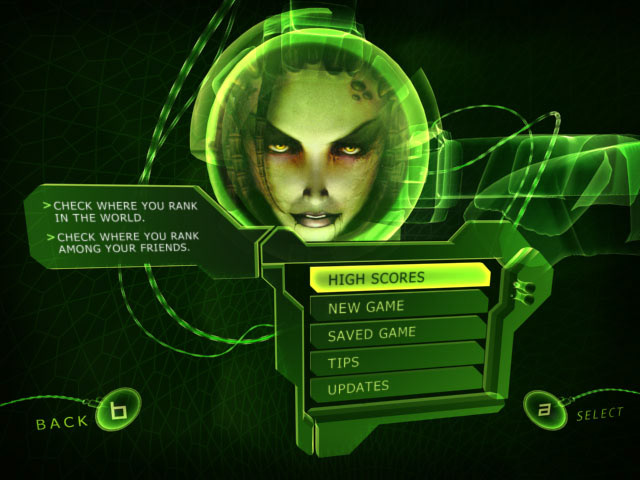 > CHECK WHERE YOU RANK
IN THE WORLD.
> CHECK WHERE YOU RANK
AMONG YOUR FRIENDS.
HIGH SCORES
NEW GAME
SAVED GAME
TIPS
UPDATES
BACK b
a SELECT